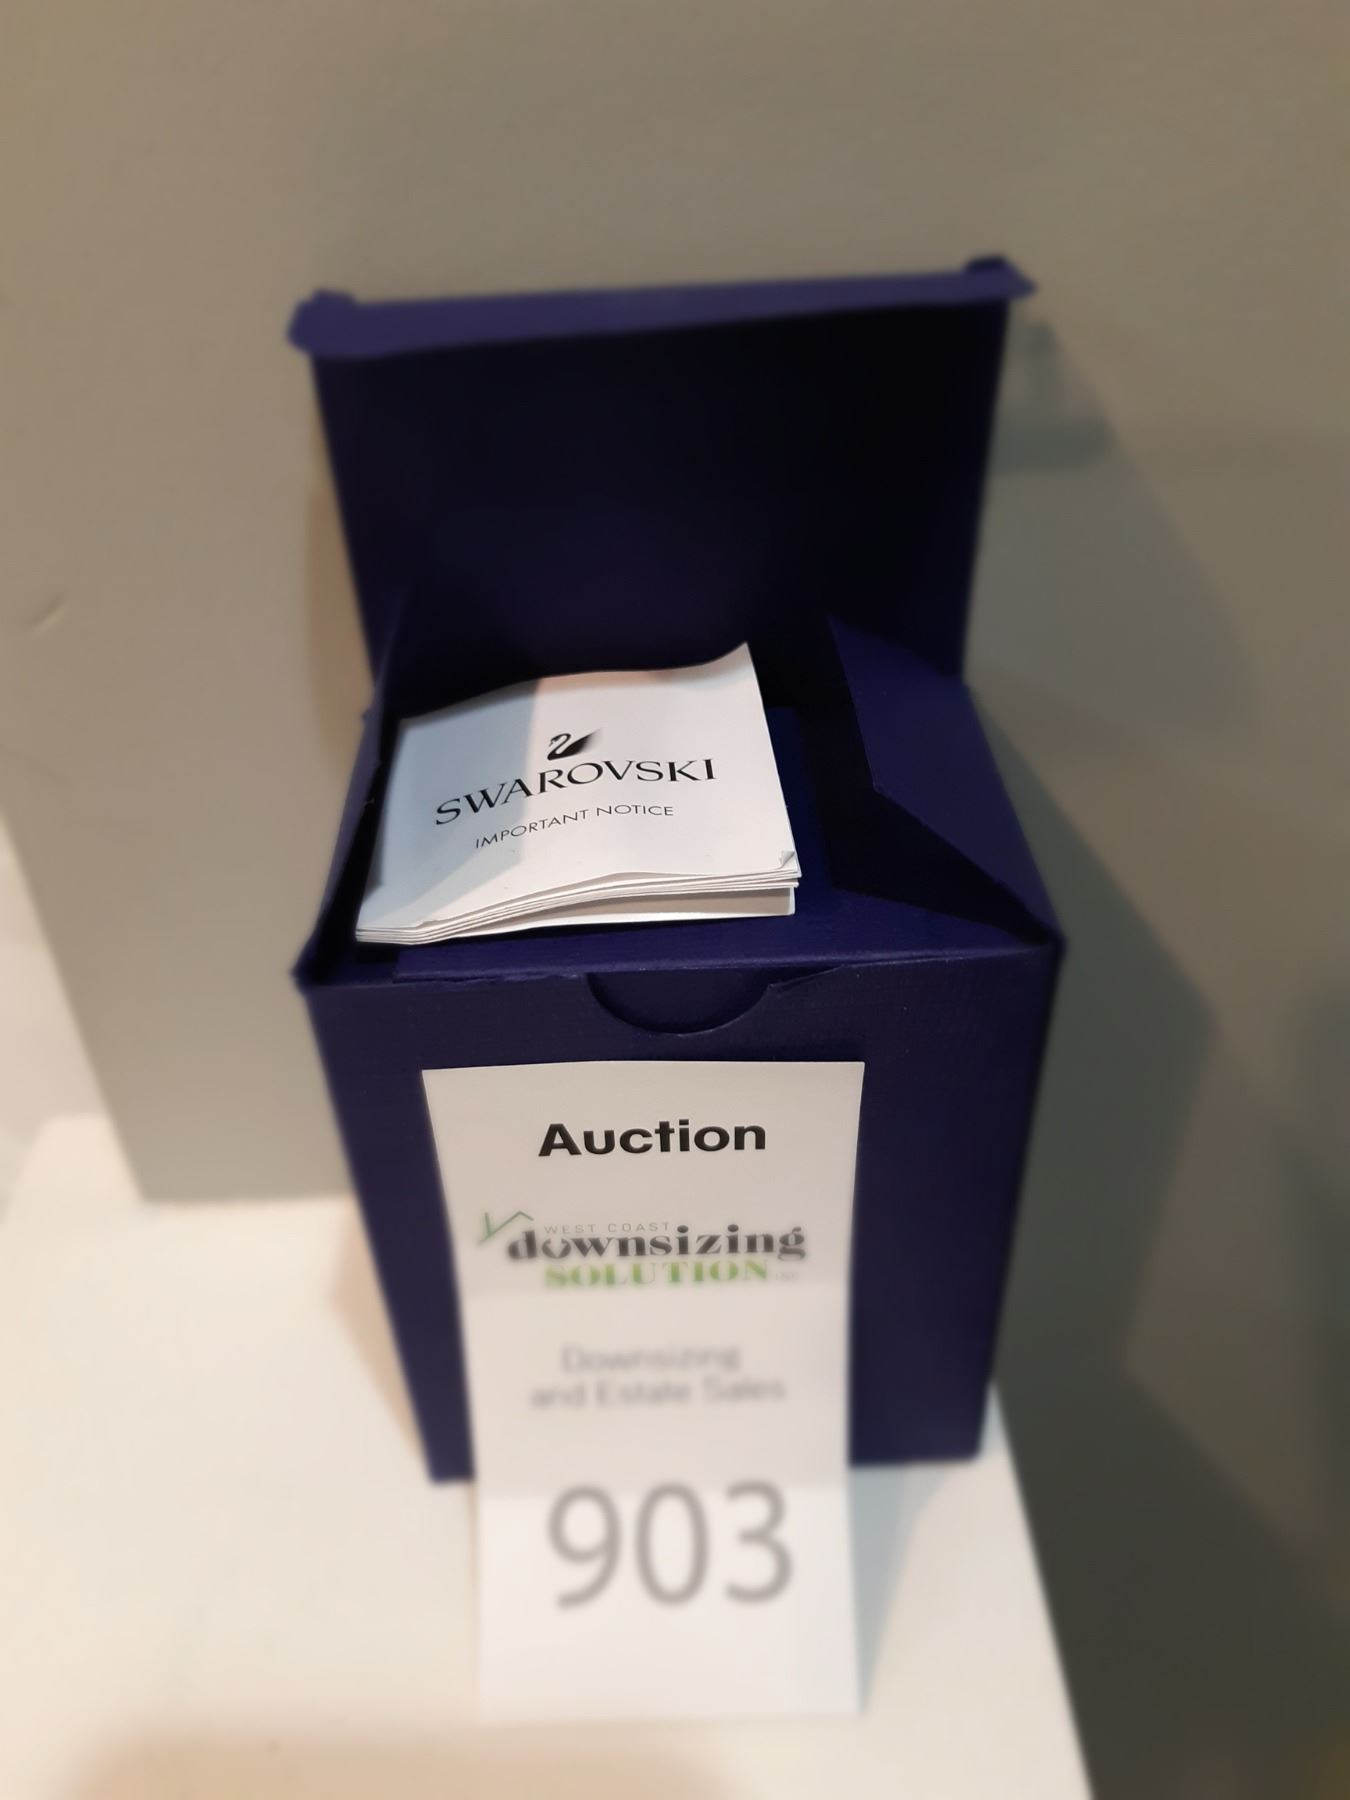 SWAROVSKI
IMPORTANT NOTICE
Auction
WEST COAST
downsizing
SOLUTION
Downsizing
and Estate Sales
903